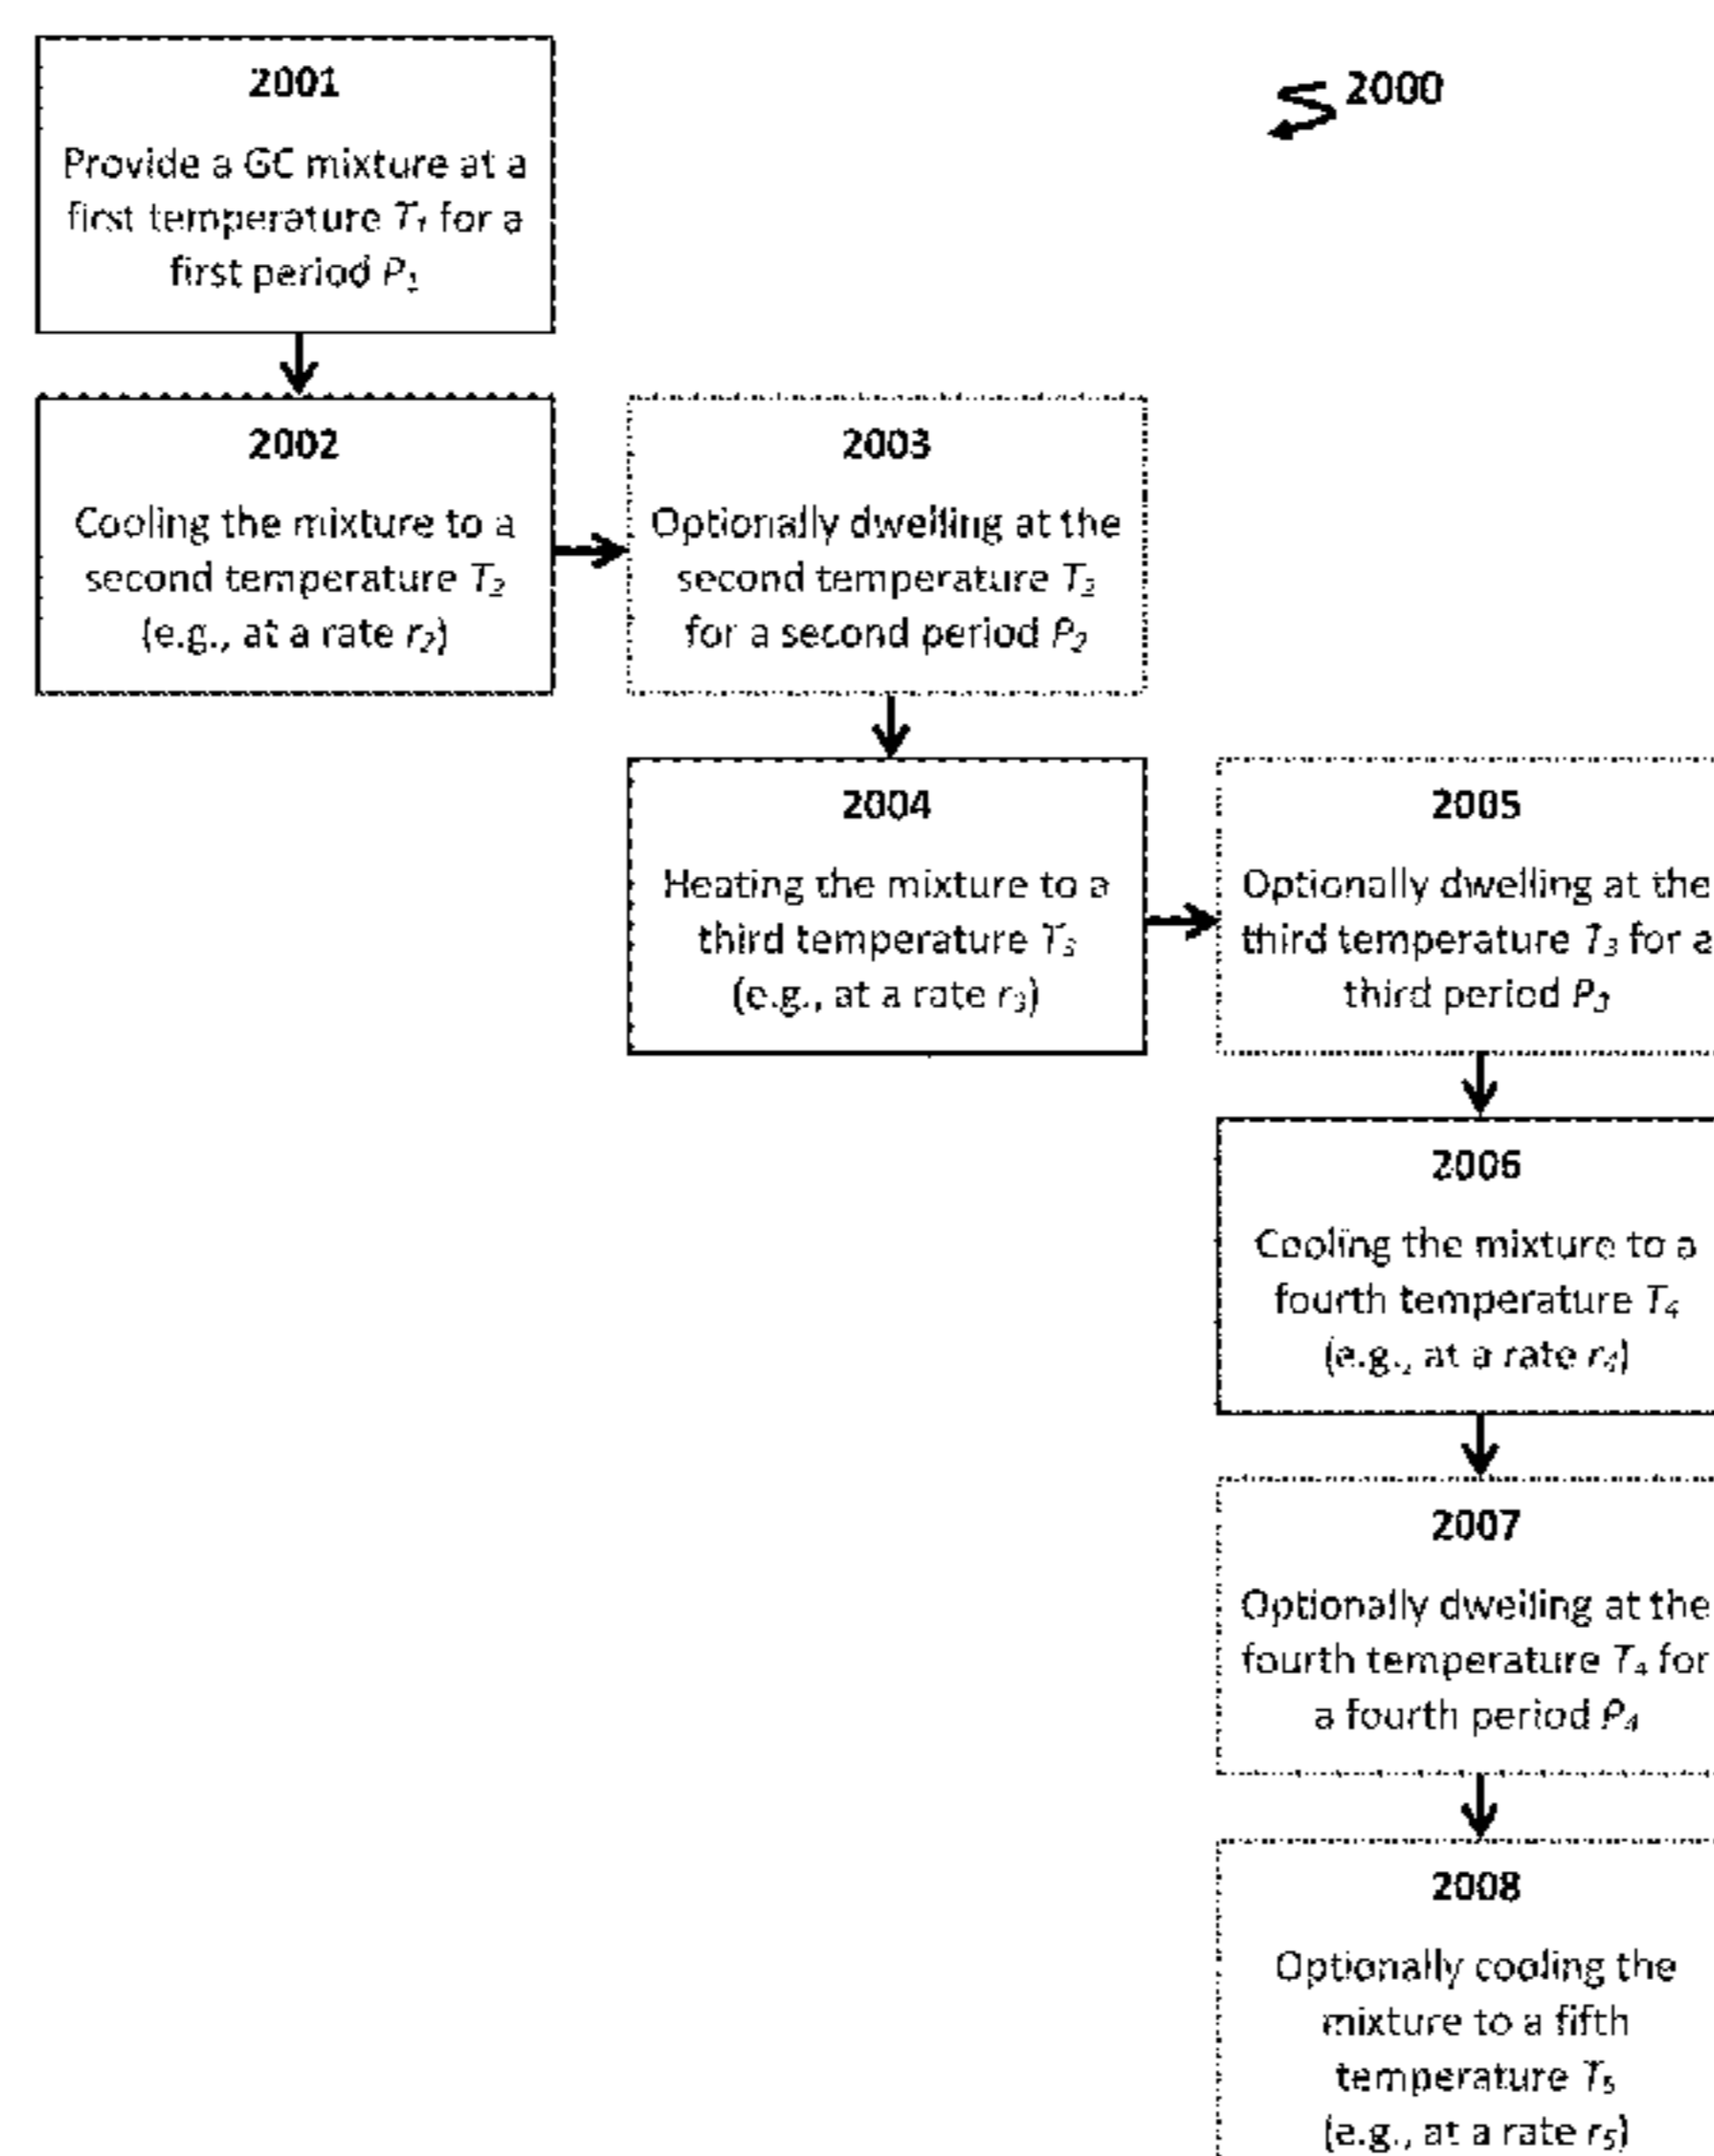 2001
Provide a GC mixture at a
first temperature T₁ for a
first period P₁
2000
2002
Cooling the mixture to a
second temperature T₂
(e.g., at a rate r₂)
2003
Optionally dwelling at the
second temperature T₂
for a second period P₂
2004
Heating the mixture to a
third temperature T₃
(e.g., at a rate r₃)
2005
Optionally dwelling at the
third temperature T₃ for a
third period P₃
2006
Cooling the mixture to a
fourth temperature T₄
(e.g., at a rate r₄)
2007
Optionally dwelling at the
fourth temperature T₄ for
a fourth period P₄
2008
Optionally cooling the
mixture to a fifth
temperature T₅
(e.g., at a rate r₅)